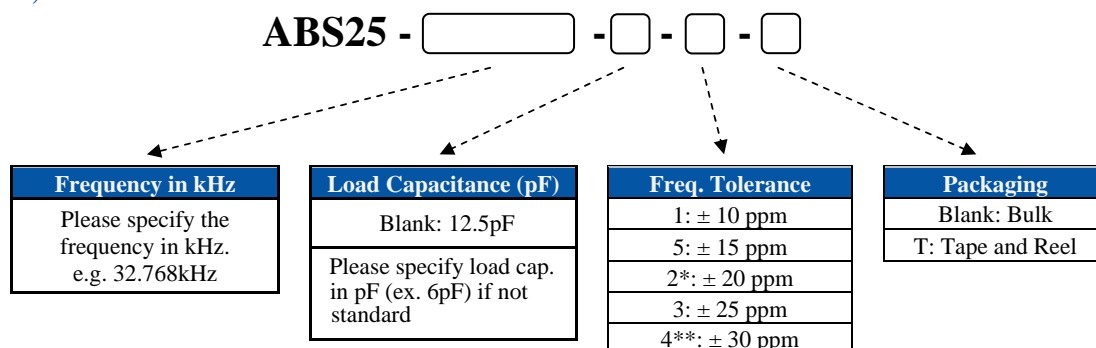 ABS25 - - - -
Frequency in kHz
Please specify the
frequency in kHz.
e.g. 32.768kHz
Load Capacitance (pF)
Blank: 12.5pF
Please specify load cap.
in pF (ex. 6pF) if not
standard
Freq. Tolerance
1: ± 10 ppm
5: ± 15 ppm
2*: ± 20 ppm
3: ± 25 ppm
4**: ± 30 ppm
Packaging
Blank: Bulk
T: Tape and Reel